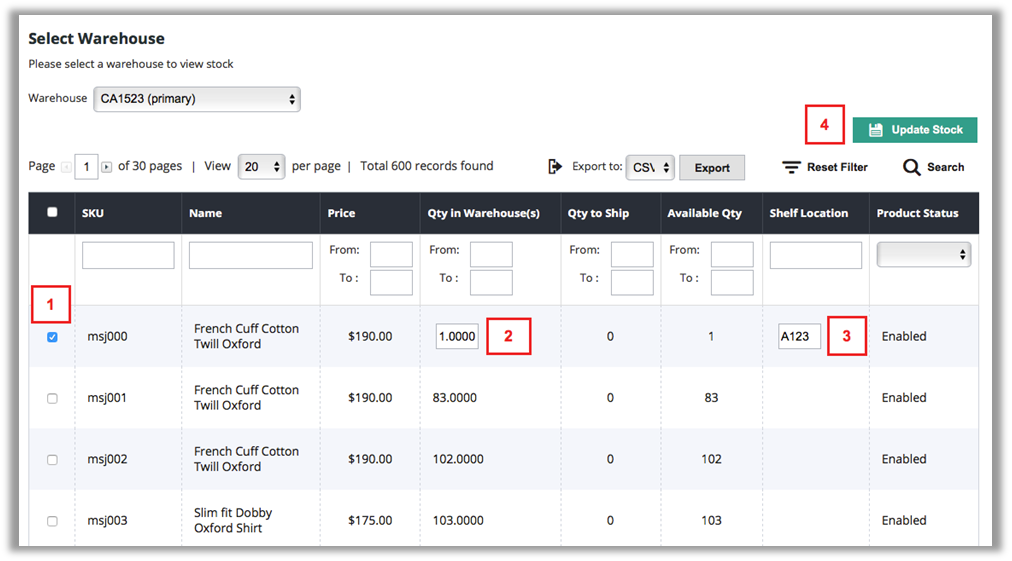 Select Warehouse
Please select a warehouse to view stock
Warehouse CA1523 (primary)
4 Update Stock
Page 1 of 30 pages | View 20 per page | Total 600 records found Export to: CSV Export Reset Filter Search
SKU Name Price Qty in Warehouse(s) Qty to Ship Available Qty Shelf Location Product Status
From: From: From: From:
To : To : To : To :
1
msj000 French Cuff Cotton Twill Oxford $190.00 1.0000 2 0 1 A123 3 Enabled
msj001 French Cuff Cotton Twill Oxford $190.00 83.0000 0 83 Enabled
msj002 French Cuff Cotton Twill Oxford $190.00 102.0000 0 102 Enabled
msj003 Slim fit Dobby Oxford Shirt $175.00 103.0000 0 103 Enabled